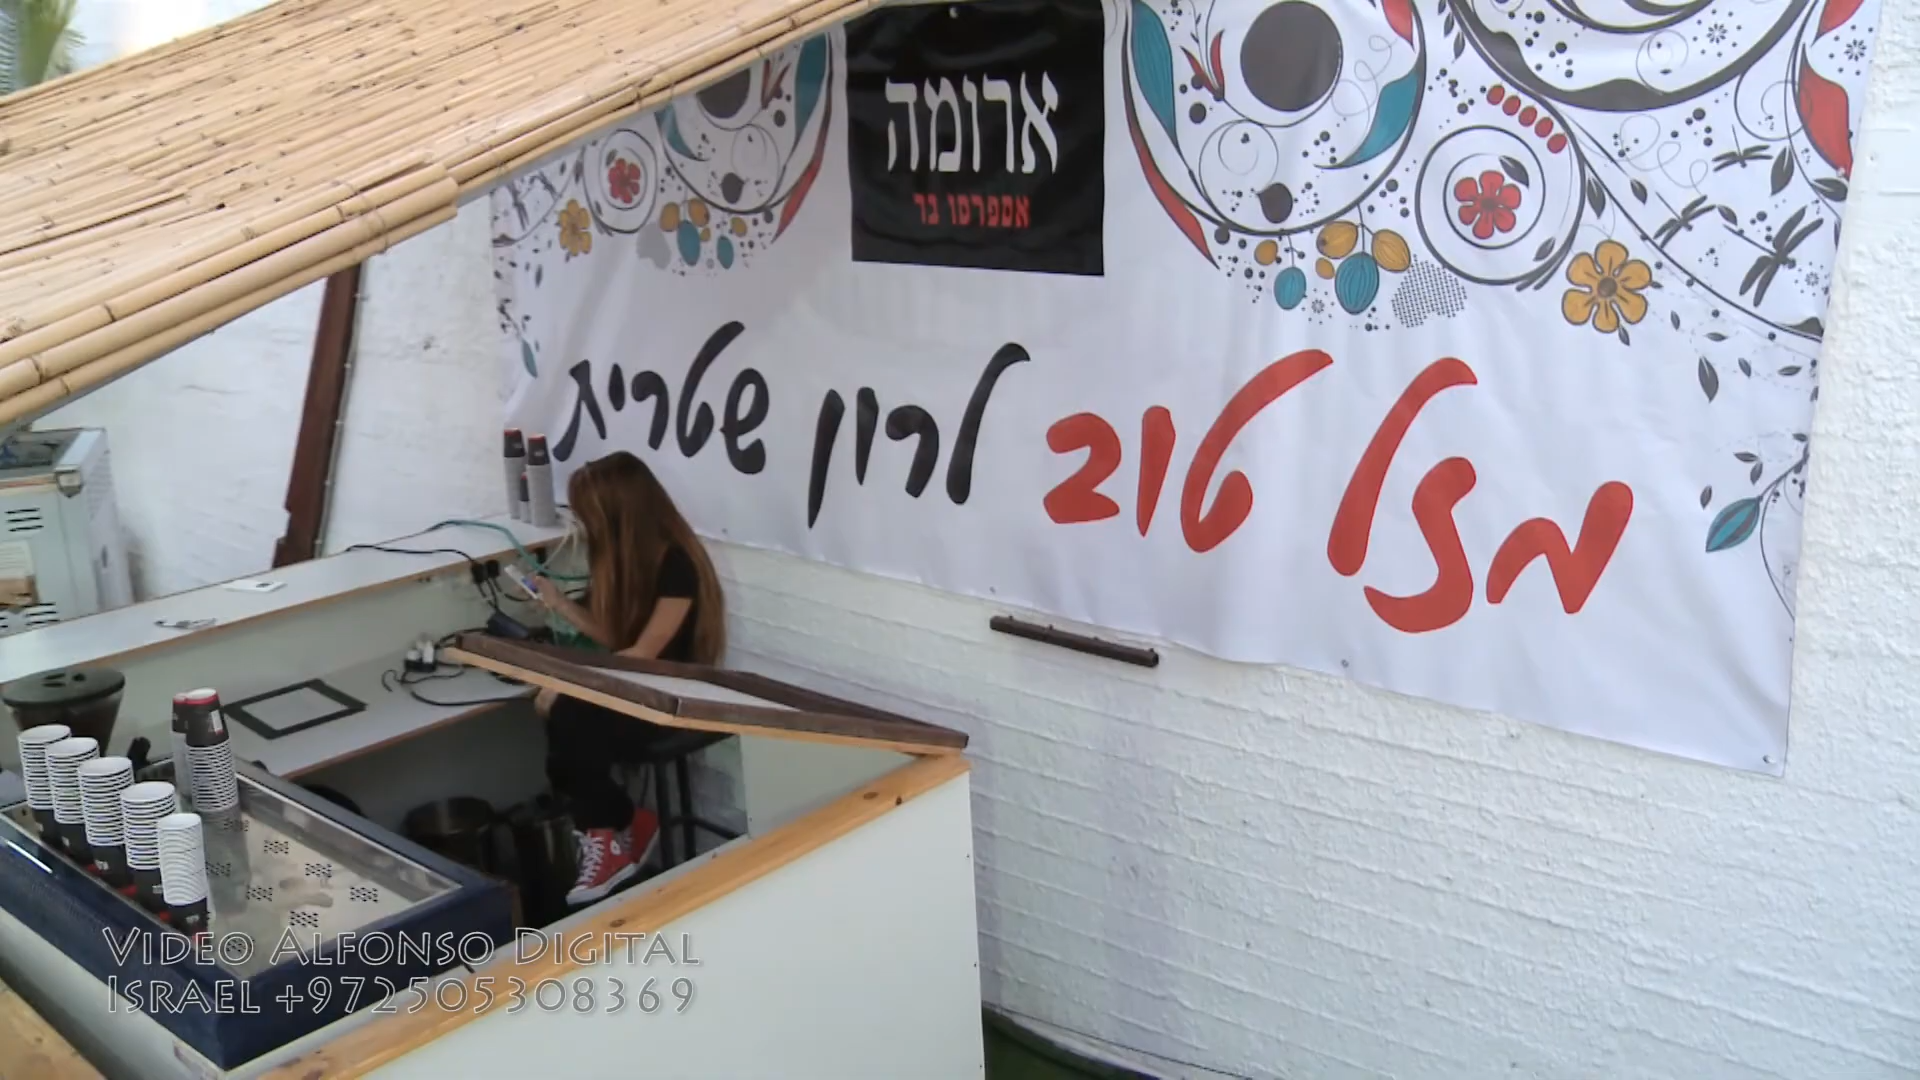 ארומה
אספרסו בר
מזל טוב לרון שטרית
VIDEO ALFONSO DIGITAL
ISRAEL +972505308369